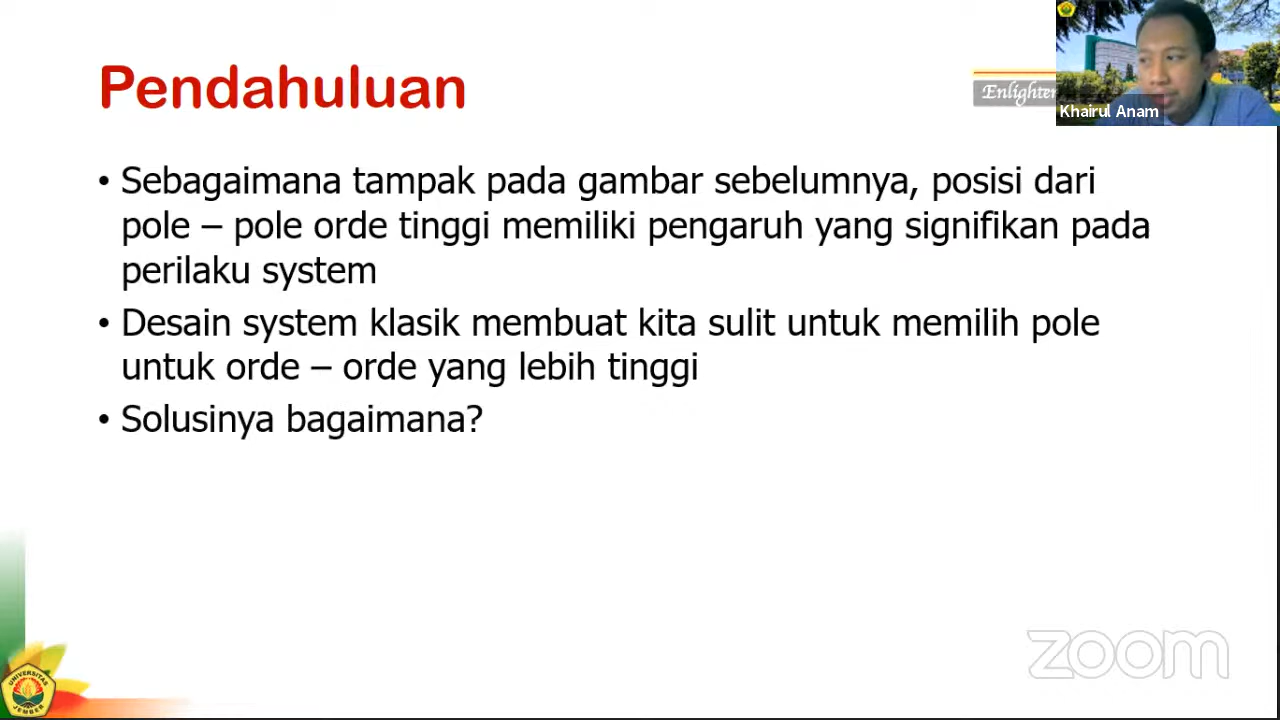 Pendahuluan
Enlighten
Khairul Anam
• Sebagaimana tampak pada gambar sebelumnya, posisi dari
pole – pole orde tinggi memiliki pengaruh yang signifikan pada
perilaku system
• Desain system klasik membuat kita sulit untuk memilih pole
untuk orde – orde yang lebih tinggi
• Solusinya bagaimana?
zoom
UNIVERSITAS
JEMBER